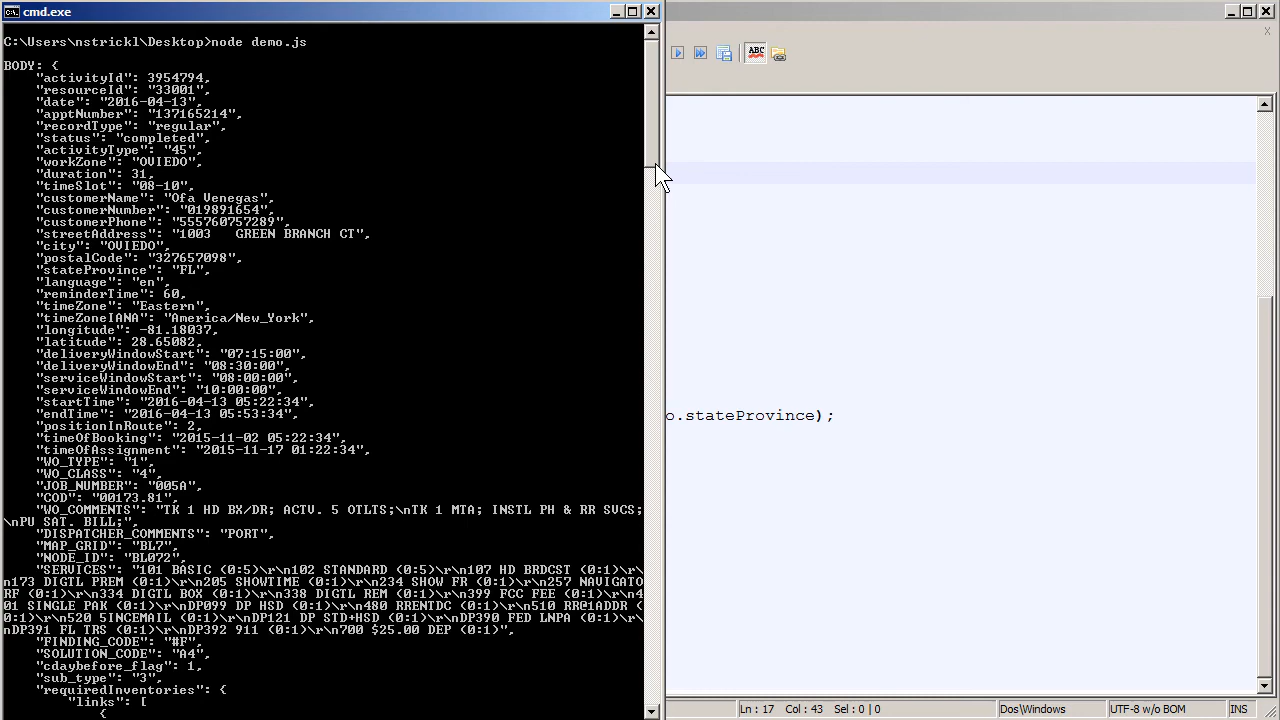 cmd.exe
C:\Users\nstrickl\Desktop>node demo.js
BODY: {
"activityId": 3954794,
"resourceId": "33001",
"date": "2016-04-13",
"apptNumber": "137165214",
"recordType": "regular",
"status": "completed",
"activityType": "45",
"workZone": "OVIEDO",
"duration": 31,
"timeSlot": "08-10",
"customerName": "Ofa Venegas",
"customerNumber": "019891654",
"customerPhone": "555760757289",
"streetAddress": "1003   GREEN BRANCH CT",
"city": "OVIEDO",
"postalCode": "327657098",
"stateProvince": "FL",
"language": "en",
"reminderTime": 60,
"timeZone": "Eastern",
"timeZoneIANA": "America/New_York",
"longitude": -81.18037,
"latitude": 28.65082,
"deliveryWindowStart": "07:15:00",
"deliveryWindowEnd": "08:30:00",
"serviceWindowStart": "08:00:00",
"serviceWindowEnd": "10:00:00",
"startTime": "2016-04-13 05:22:34",
"endTime": "2016-04-13 05:53:34",
"positionInRoute": 2,
"timeOfBooking": "2015-11-02 05:22:34",
"timeOfAssignment": "2015-11-17 01:22:34",
"WO_TYPE": "1",
"WO_CLASS": "4",
"JOB_NUMBER": "005A",
"COD": "00173.81",
"WO_COMMENTS": "TK 1 HD BX/DR; ACTV. 5 OTLTS;\nTK 1 MTA; INSTL PH & RR SVCS;
\nPU SAT. BILL;",
"DISPATCHER_COMMENTS": "PORT",
"MAP_GRID": "BL7",
"NODE_ID": "BL072",
"SERVICES": "101 BASIC (0:5)\r\n102 STANDARD (0:5)\r\n107 HD BRDCST (0:1)\r\
n173 DIGTL PREM (0:1)\r\n205 SHOWTIME (0:1)\r\n234 SHOW FR (0:1)\r\n257 NAVIGATO
RF (0:1)\r\n334 DIGTL BOX (0:1)\r\n338 DIGTL REM (0:1)\r\n399 FCC FEE (0:1)\r\n4
01 SINGLE PAK (0:1)\r\nDP099 DP HSD (0:1)\r\n480 RRENTDC (0:1)\r\n510 RR@1ADDR (
0:1)\r\n520 5INCEMAIL (0:1)\r\nDP121 DP STD+HSD (0:1)\r\nDP390 FED LNPA (0:1)\r\
nDP391 FL TRS (0:1)\r\nDP392 911 (0:1)\r\n700 $25.00 DEP (0:1)",
"FINDING_CODE": "#F",
"SOLUTION_CODE": "A4",
"cdaybefore_flag": 1,
"sub_type": "3",
"requiredInventories": {
"links": [
{
ABC
o.stateProvince);
Ln : 17    Col : 43    Sel : 0 | 0
Dos\Windows
UTF-8 w/o BOM
INS